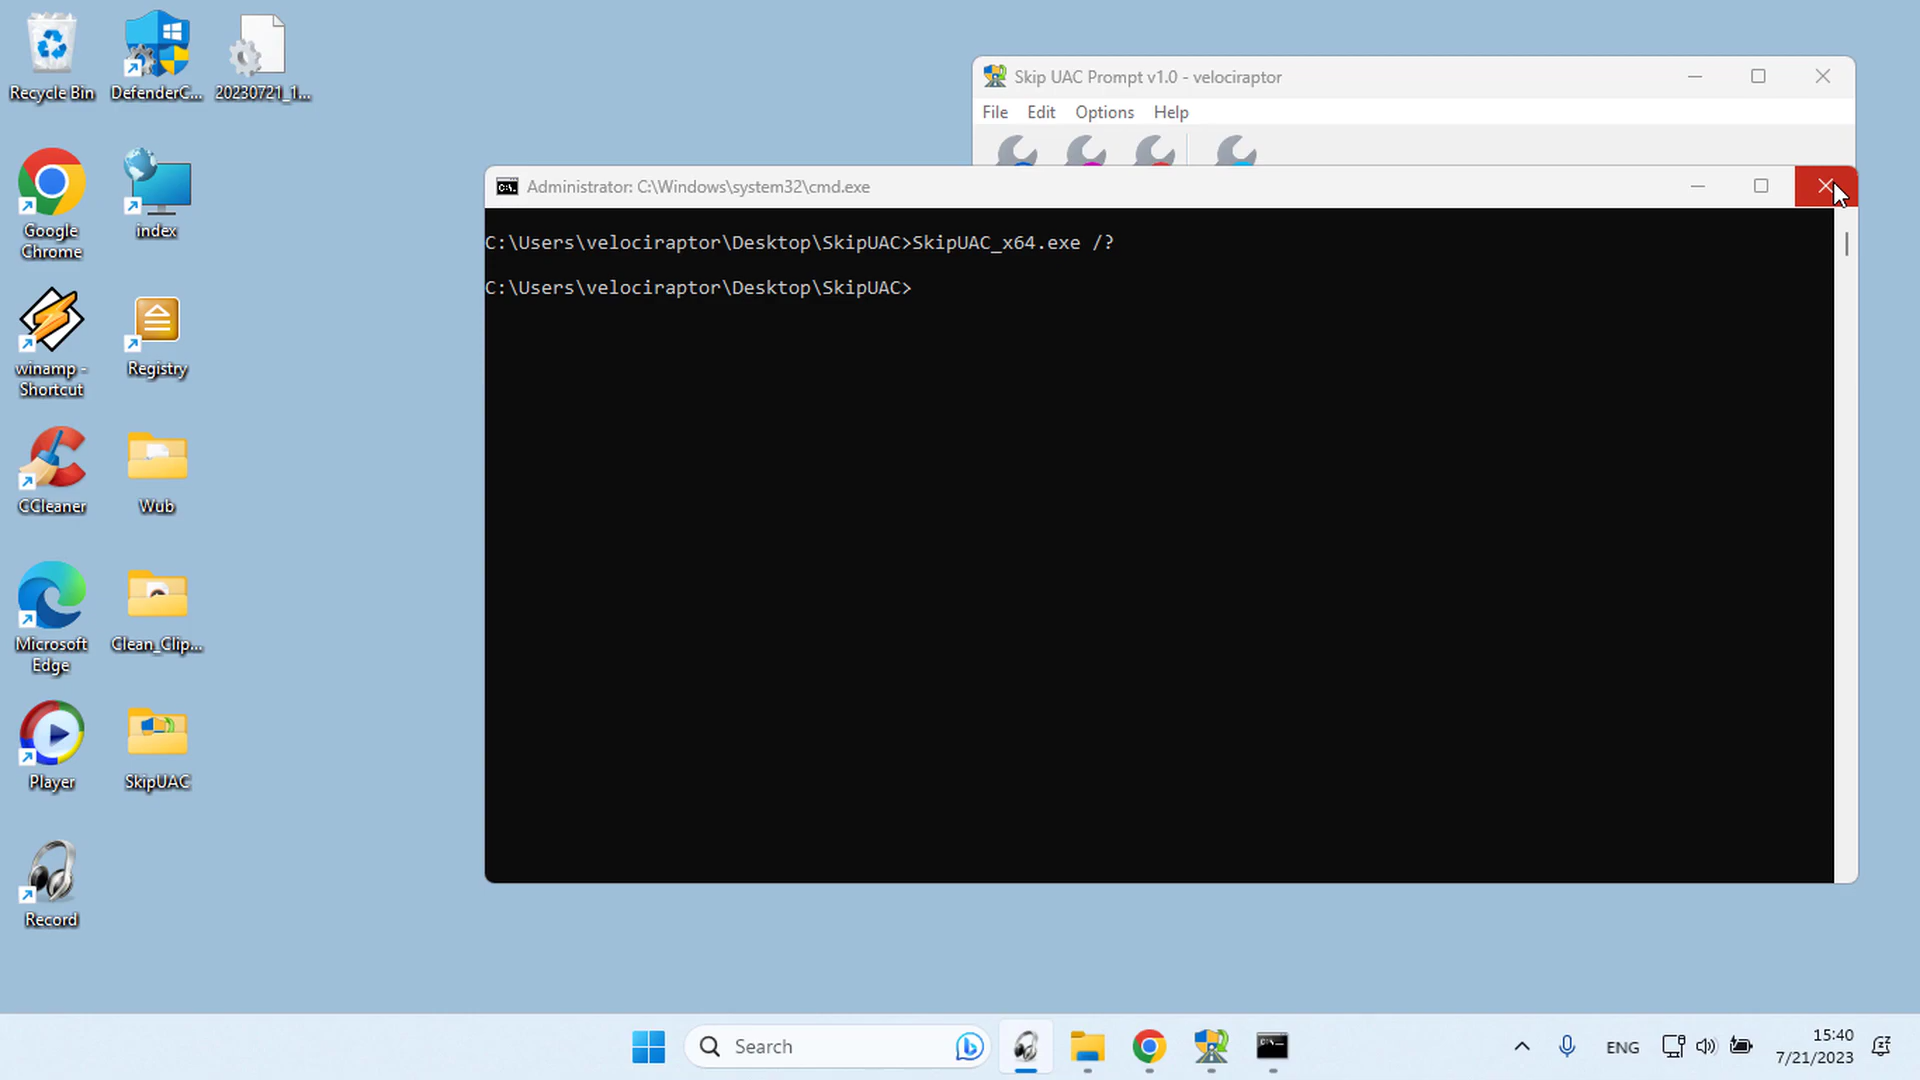 Recycle Bin
DefenderC...
20230721_1...
Google
Chrome
index
winamp -
Shortcut
Registry
CCleaner
Wub
Microsoft
Edge
Clean_Clip...
Player
SkipUAC
Record
Skip UAC Prompt v1.0 - velociraptor
File Edit Options Help
Administrator: C:\Windows\system32\cmd.exe
C:\Users\velociraptor\Desktop\SkipUAC>SkipUAC_x64.exe /?
C:\Users\velociraptor\Desktop\SkipUAC>
Search
ENG
15:40
7/21/2023